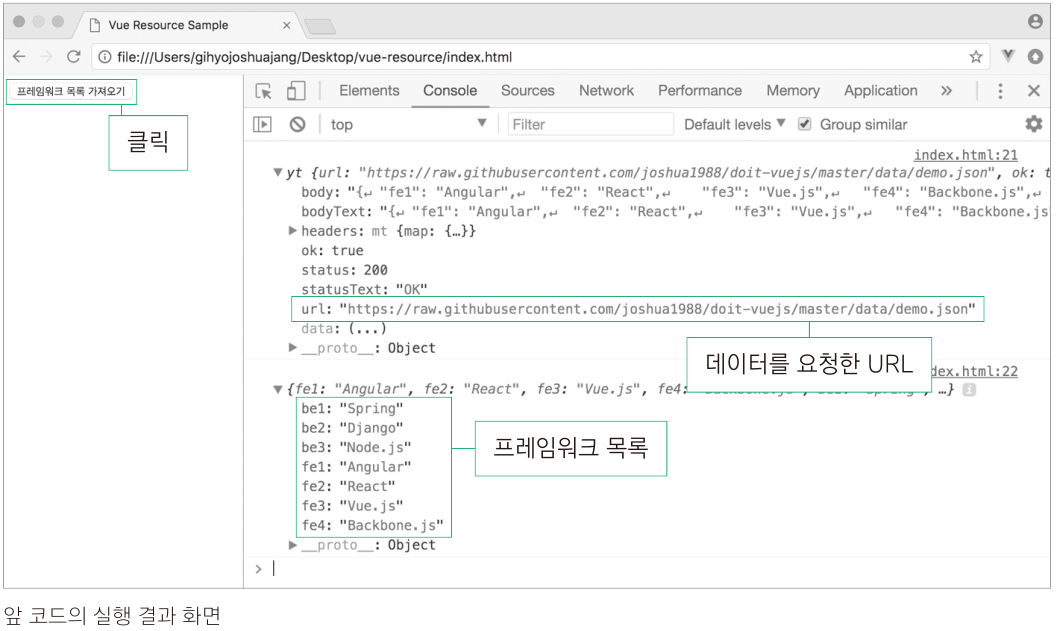 Vue Resource Sample
file:///Users/gihyojoshuajang/Desktop/vue-resource/index.html
프레임워크 목록 가져오기
클릭
Elements Console Sources Network Performance Memory Application »
top Filter Default levels ▼ Group similar
index.html:21
▼yt {url: "https://raw.githubusercontent.com/joshua1988/doit-vuejs/master/data/demo.json", ok: t
body: "{↵ "fe1": "Angular",↵ "fe2": "React",↵ "fe3": "Vue.js",↵ "fe4": "Backbone.js",↵
bodyText: "{↵ "fe1": "Angular",↵ "fe2": "React",↵ "fe3": "Vue.js",↵ "fe4": "Backbone.js
▶headers: mt {map: {…}}
ok: true
status: 200
statusText: "OK"
url: "https://raw.githubusercontent.com/joshua1988/doit-vuejs/master/data/demo.json"
data: (...)
▶__proto__: Object
데이터를 요청한 URL
dex.html:22
▼{fe1: "Angular", fe2: "React", fe3: "Vue.js", fe4: …}
be1: "Spring"
be2: "Django"
be3: "Node.js"
fe1: "Angular"
fe2: "React"
fe3: "Vue.js"
fe4: "Backbone.js"
▶__proto__: Object
프레임워크 목록
>
앞 코드의 실행 결과 화면